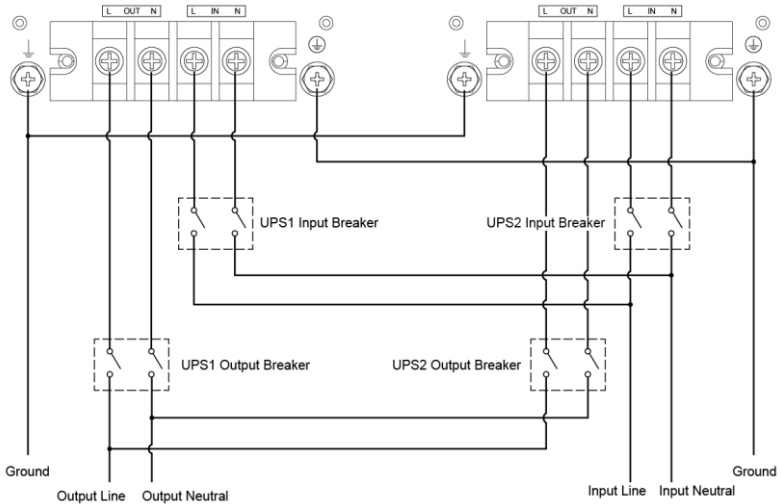 L OUT N L IN N L OUT N L IN N
UPS1 Input Breaker UPS2 Input Breaker
UPS1 Output Breaker UPS2 Output Breaker
Ground Ground
Output Line Output Neutral Input Line Input Neutral